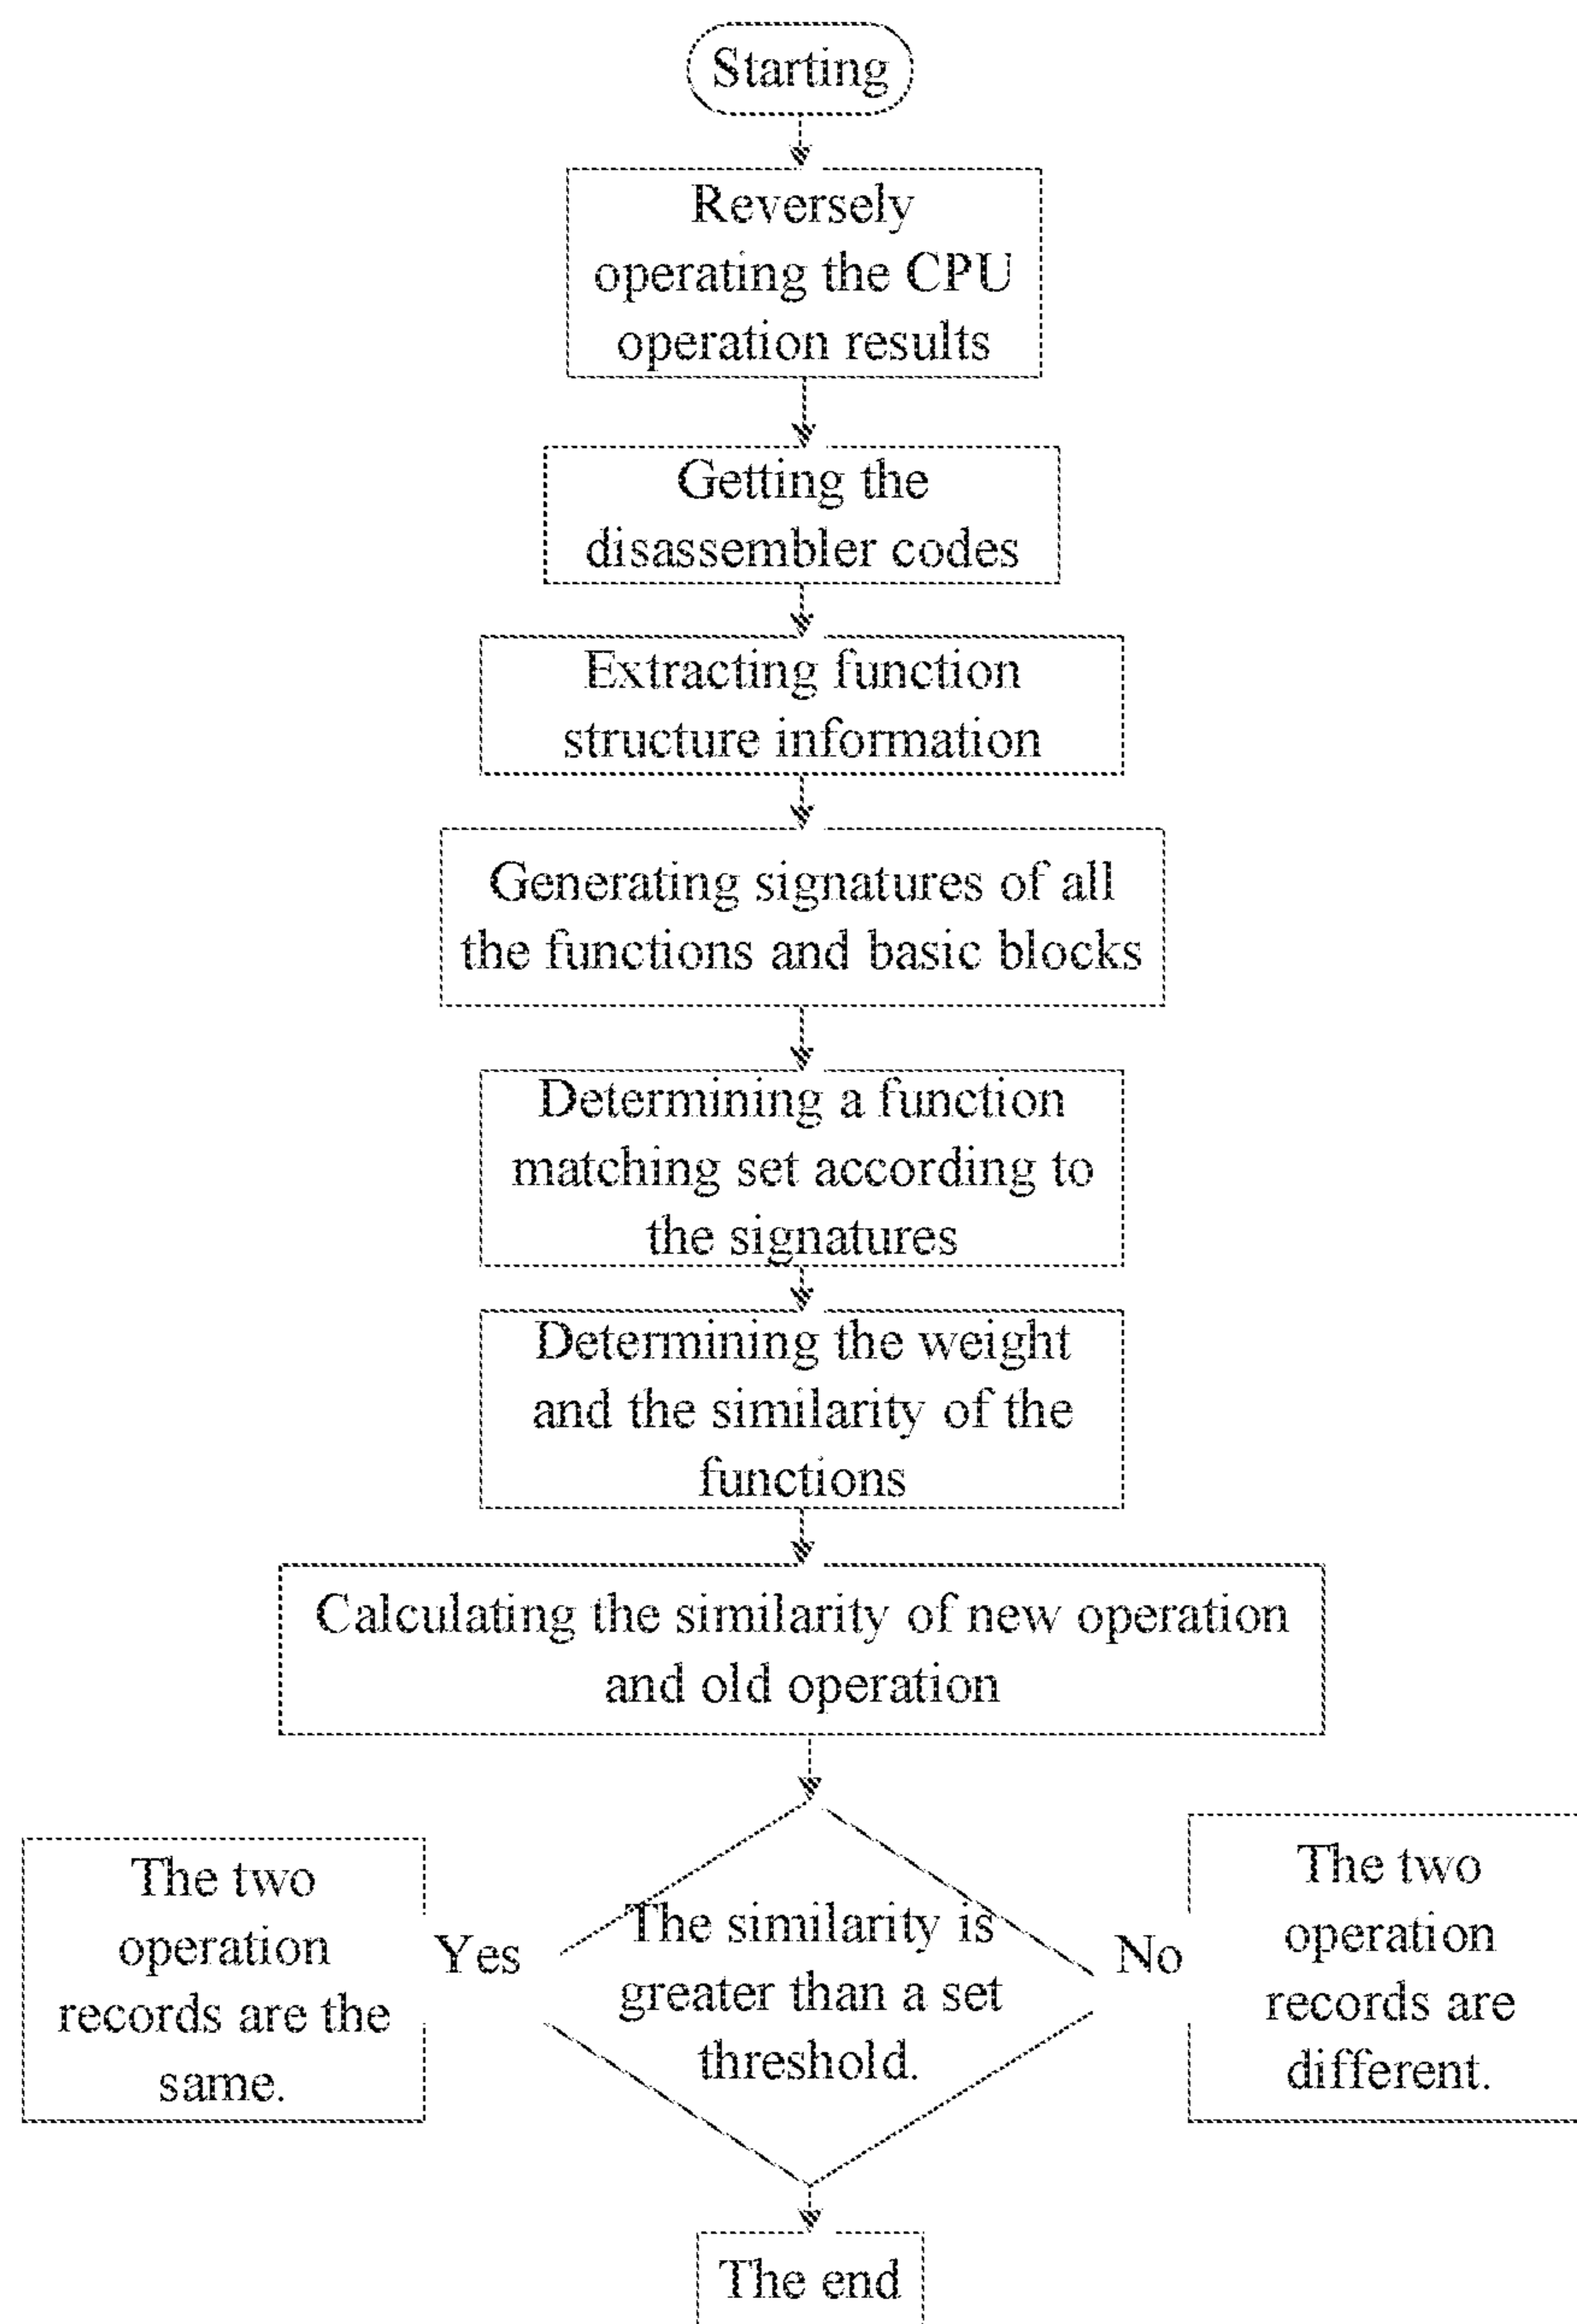 Starting
Reversely
operating the CPU
operation results
Getting the
disassembler codes
Extracting function
structure information
Generating signatures of all
the functions and basic blocks
Determining a function
matching set according to
the signatures
Determining the weight
and the similarity of the
functions
Calculating the similarity of new operation
and old operation
The two
operation
records are the
same.
Yes
The similarity is
greater than a set
threshold.
No
The two
operation
records are
different.
The end